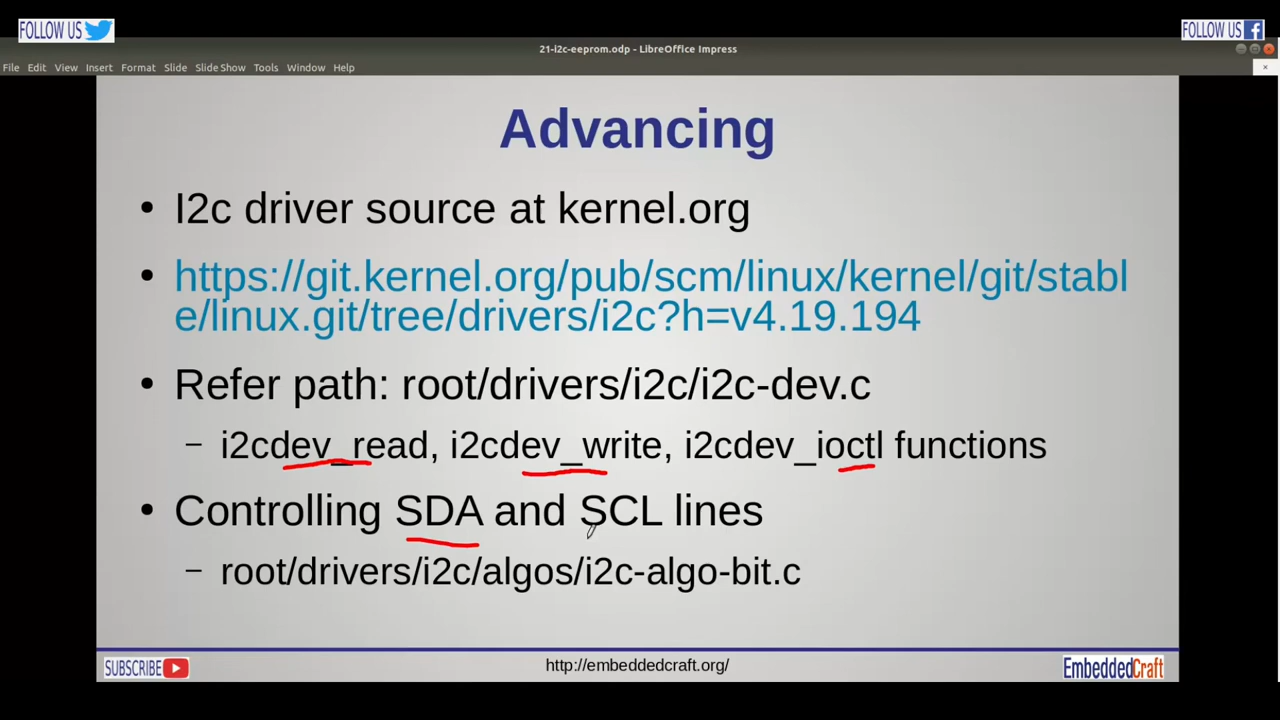 FOLLOW US
FOLLOW US
21-i2c-eeprom.odp - LibreOffice Impress
File Edit View Insert Format Slide Slide Show Tools Window Help
Advancing
• I2c driver source at kernel.org
• https://git.kernel.org/pub/scm/linux/kernel/git/stabl
e/linux.git/tree/drivers/i2c?h=v4.19.194
• Refer path: root/drivers/i2c/i2c-dev.c
– i2cdev_read, i2cdev_write, i2cdev_ioctl functions
• Controlling SDA and SCL lines
– root/drivers/i2c/algos/i2c-algo-bit.c
SUBSCRIBE
http://embeddedcraft.org/
EmbeddedCraft